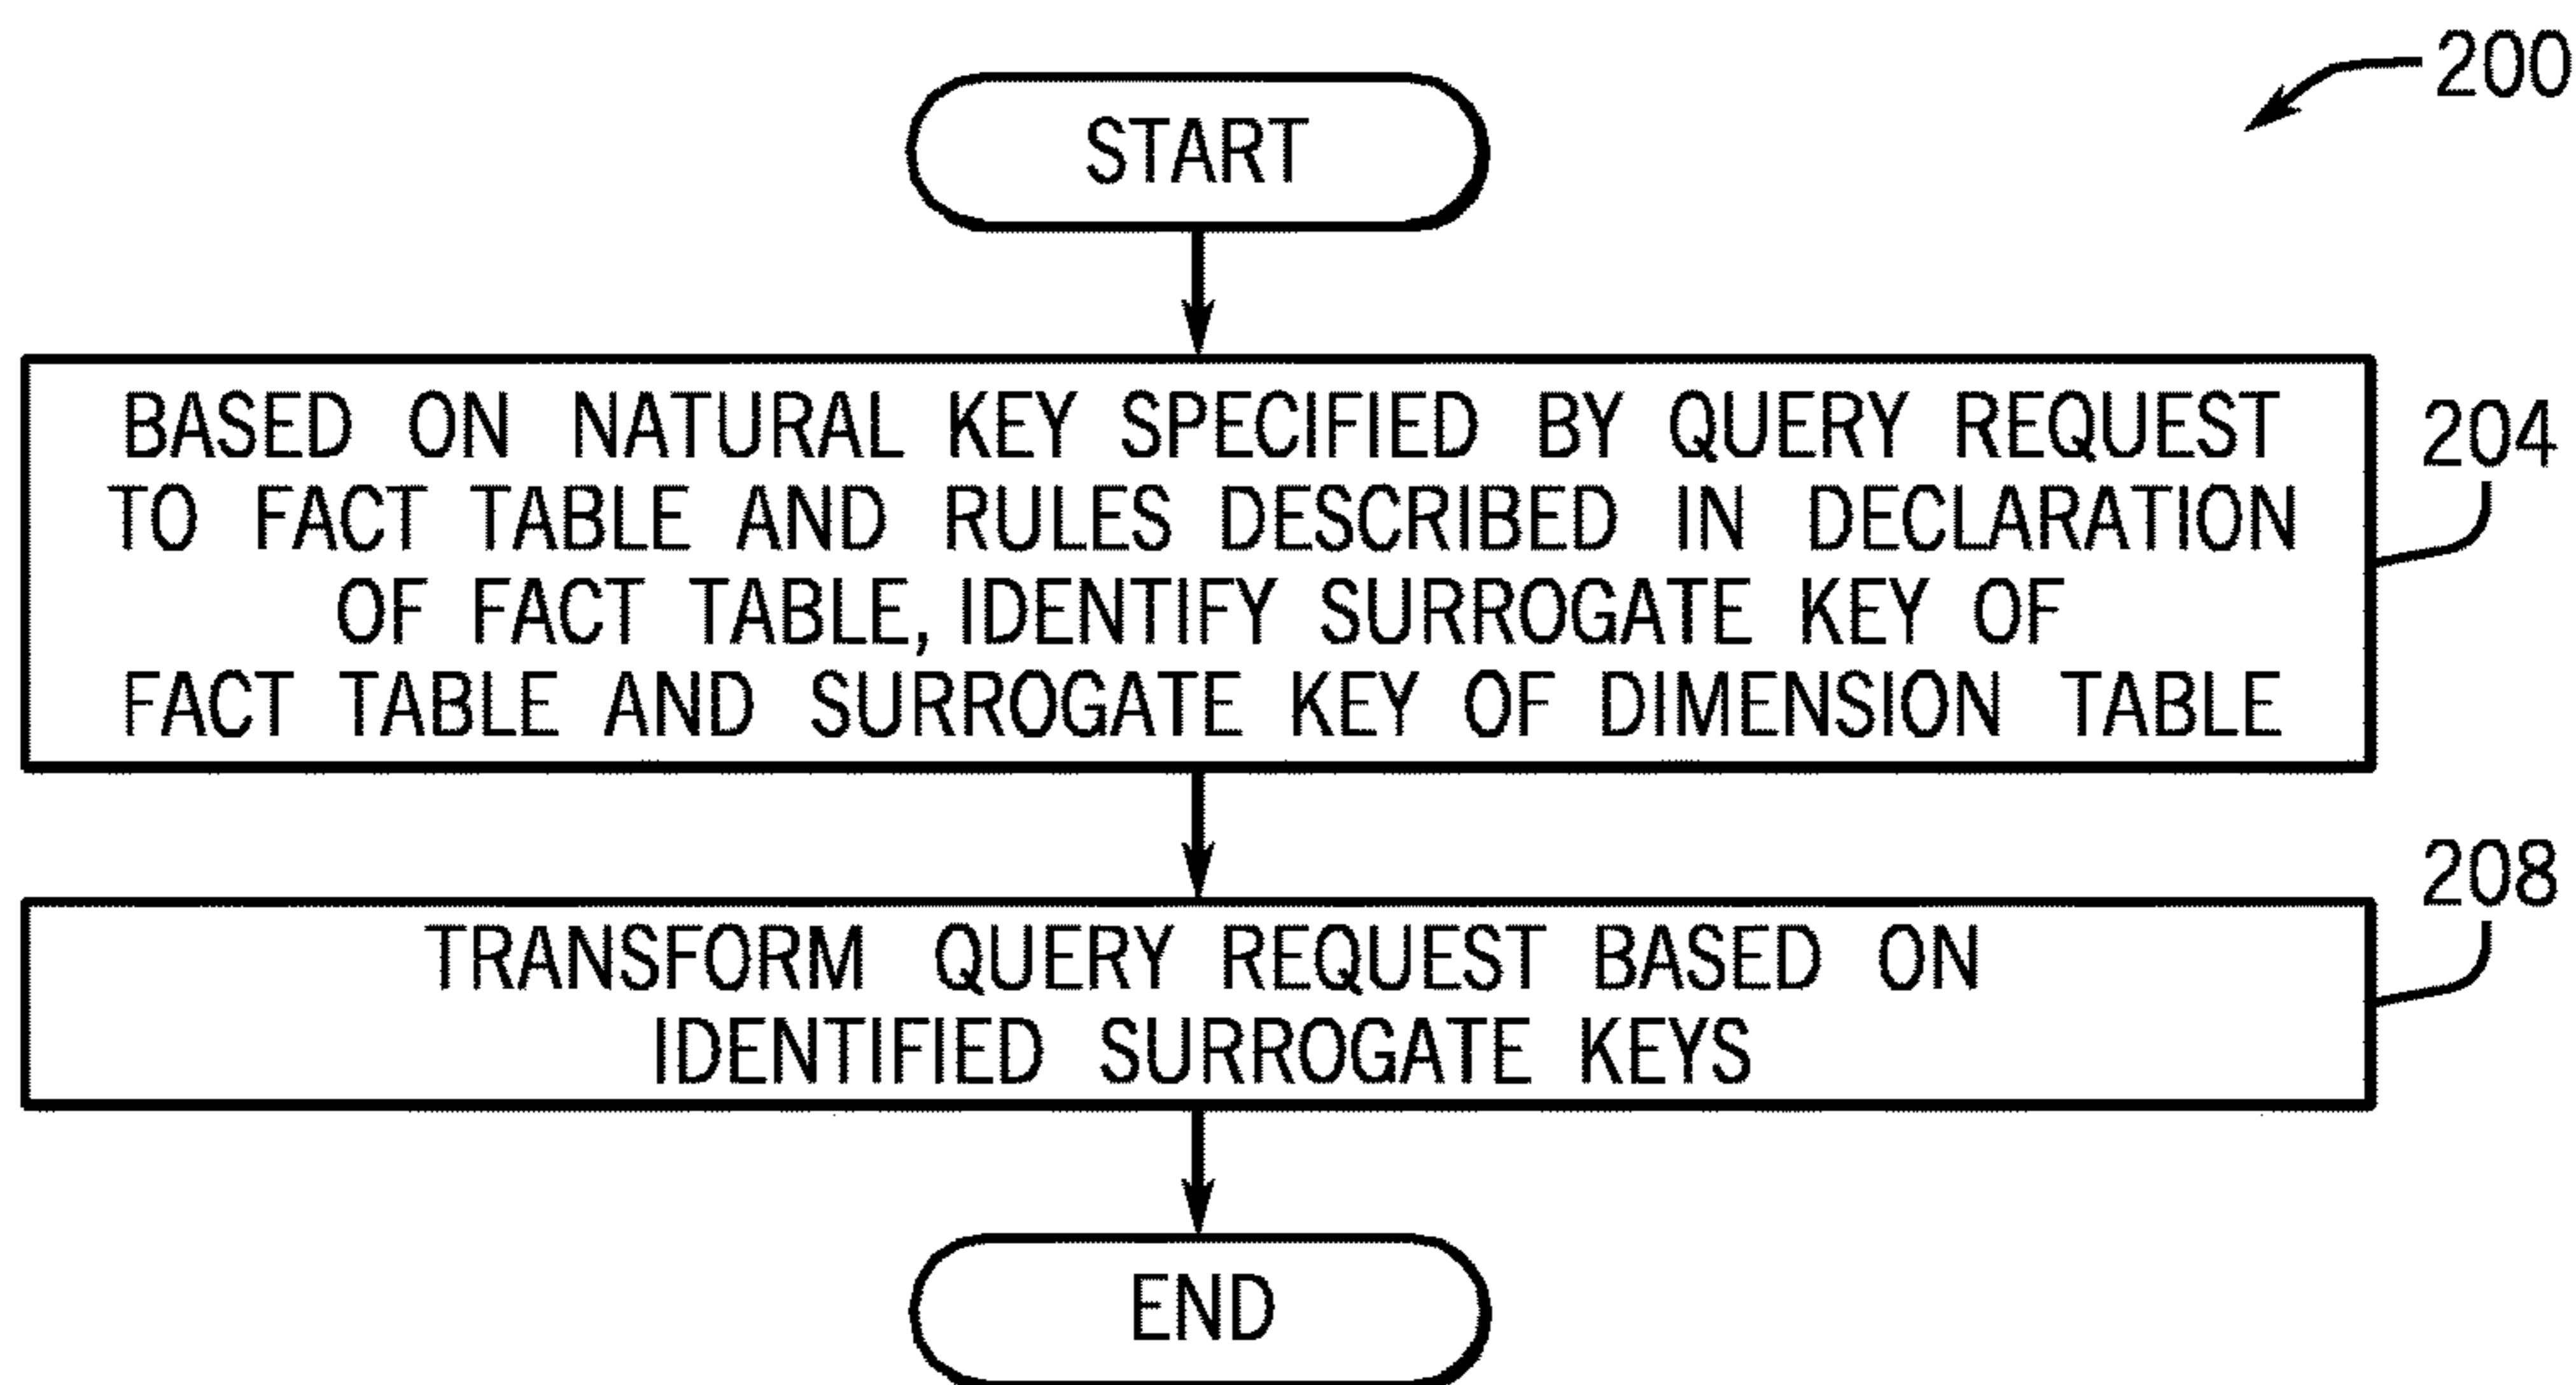 200
START
BASED ON NATURAL KEY SPECIFIED BY QUERY REQUEST
TO FACT TABLE AND RULES DESCRIBED IN DECLARATION
OF FACT TABLE, IDENTIFY SURROGATE KEY OF
FACT TABLE AND SURROGATE KEY OF DIMENSION TABLE
204
TRANSFORM QUERY REQUEST BASED ON
IDENTIFIED SURROGATE KEYS
208
END